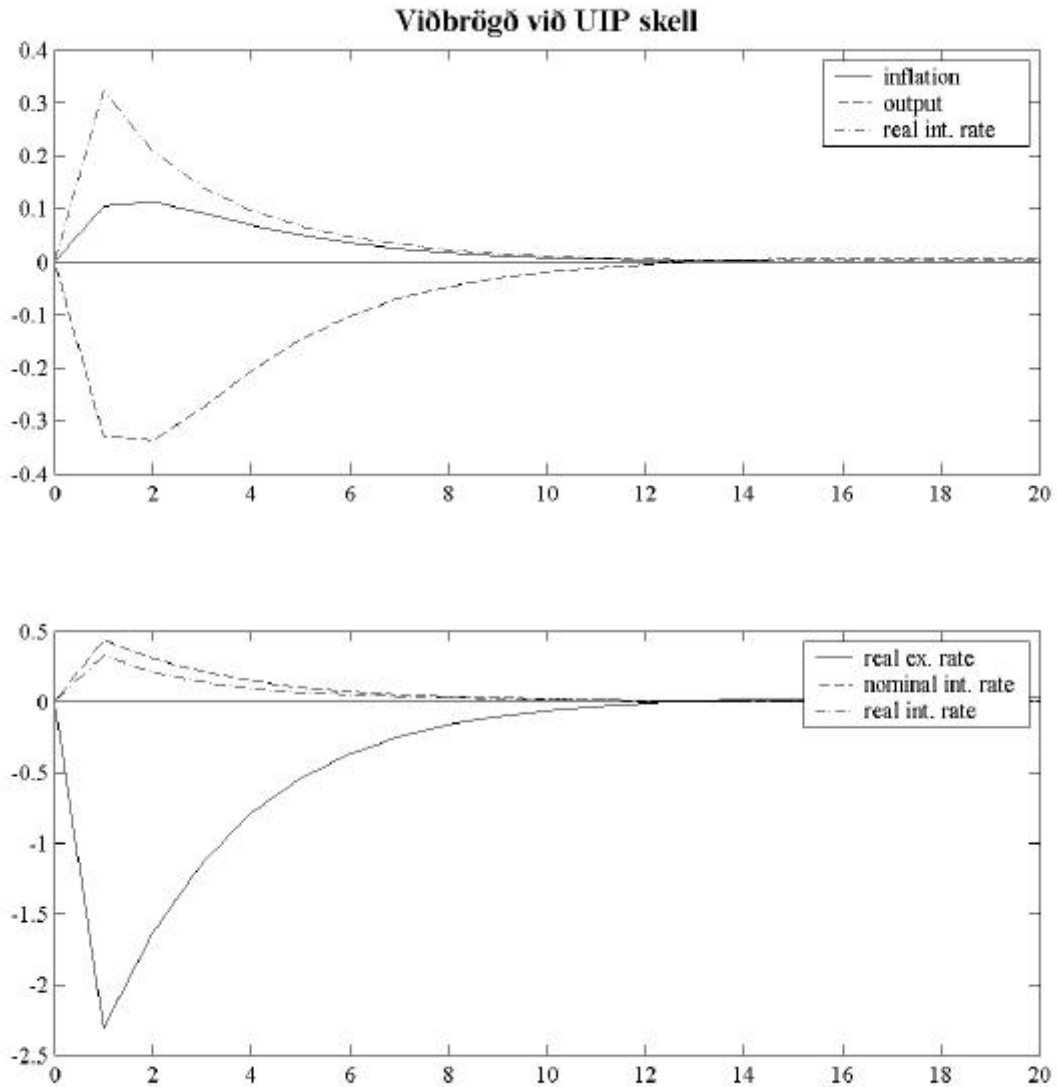 Viðbrögð við UIP skell
0.4
0.3
0.2
0.1
0
-0.1
-0.2
-0.3
-0.4
inflation
output
real int. rate
0 2 4 6 8 10 12 14 16 18 20
0.5
0
-0.5
-1
-1.5
-2
-2.5
real ex. rate
nominal int. rate
real int. rate
0 2 4 6 8 10 12 14 16 18 20